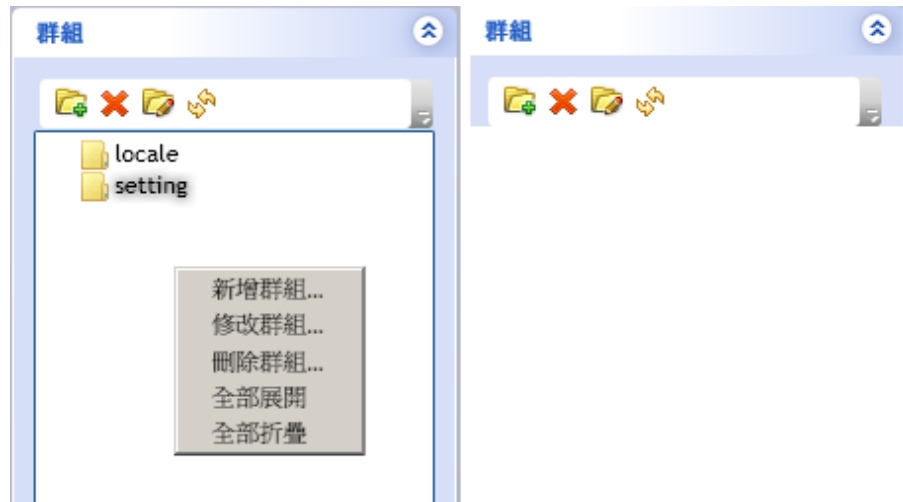 群組
locale
setting
新增群組...
修改群組...
刪除群組...
全部展開
全部折疊
群組